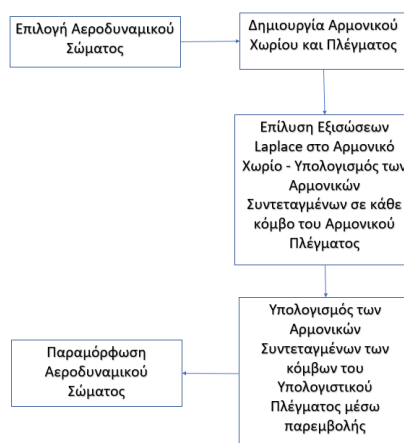 Επιλογή Αεροδυναμικού
Σώματος
Δημιουργία Αρμονικού
Χωρίου και Πλέγματος
Επίλυση Εξισώσεων
Laplace στο Αρμονικό
Χωρίο - Υπολογισμός των
Αρμονικών
Συντεταγμένων σε κάθε
κόμβο του Αρμονικού
Πλέγματος
Υπολογισμός των
Αρμονικών
Συντεταγμένων των
κόμβων του
Υπολογιστικού
Πλέγματος μέσω
παρεμβολής
Παραμόρφωση
Αεροδυναμικού
Σώματος